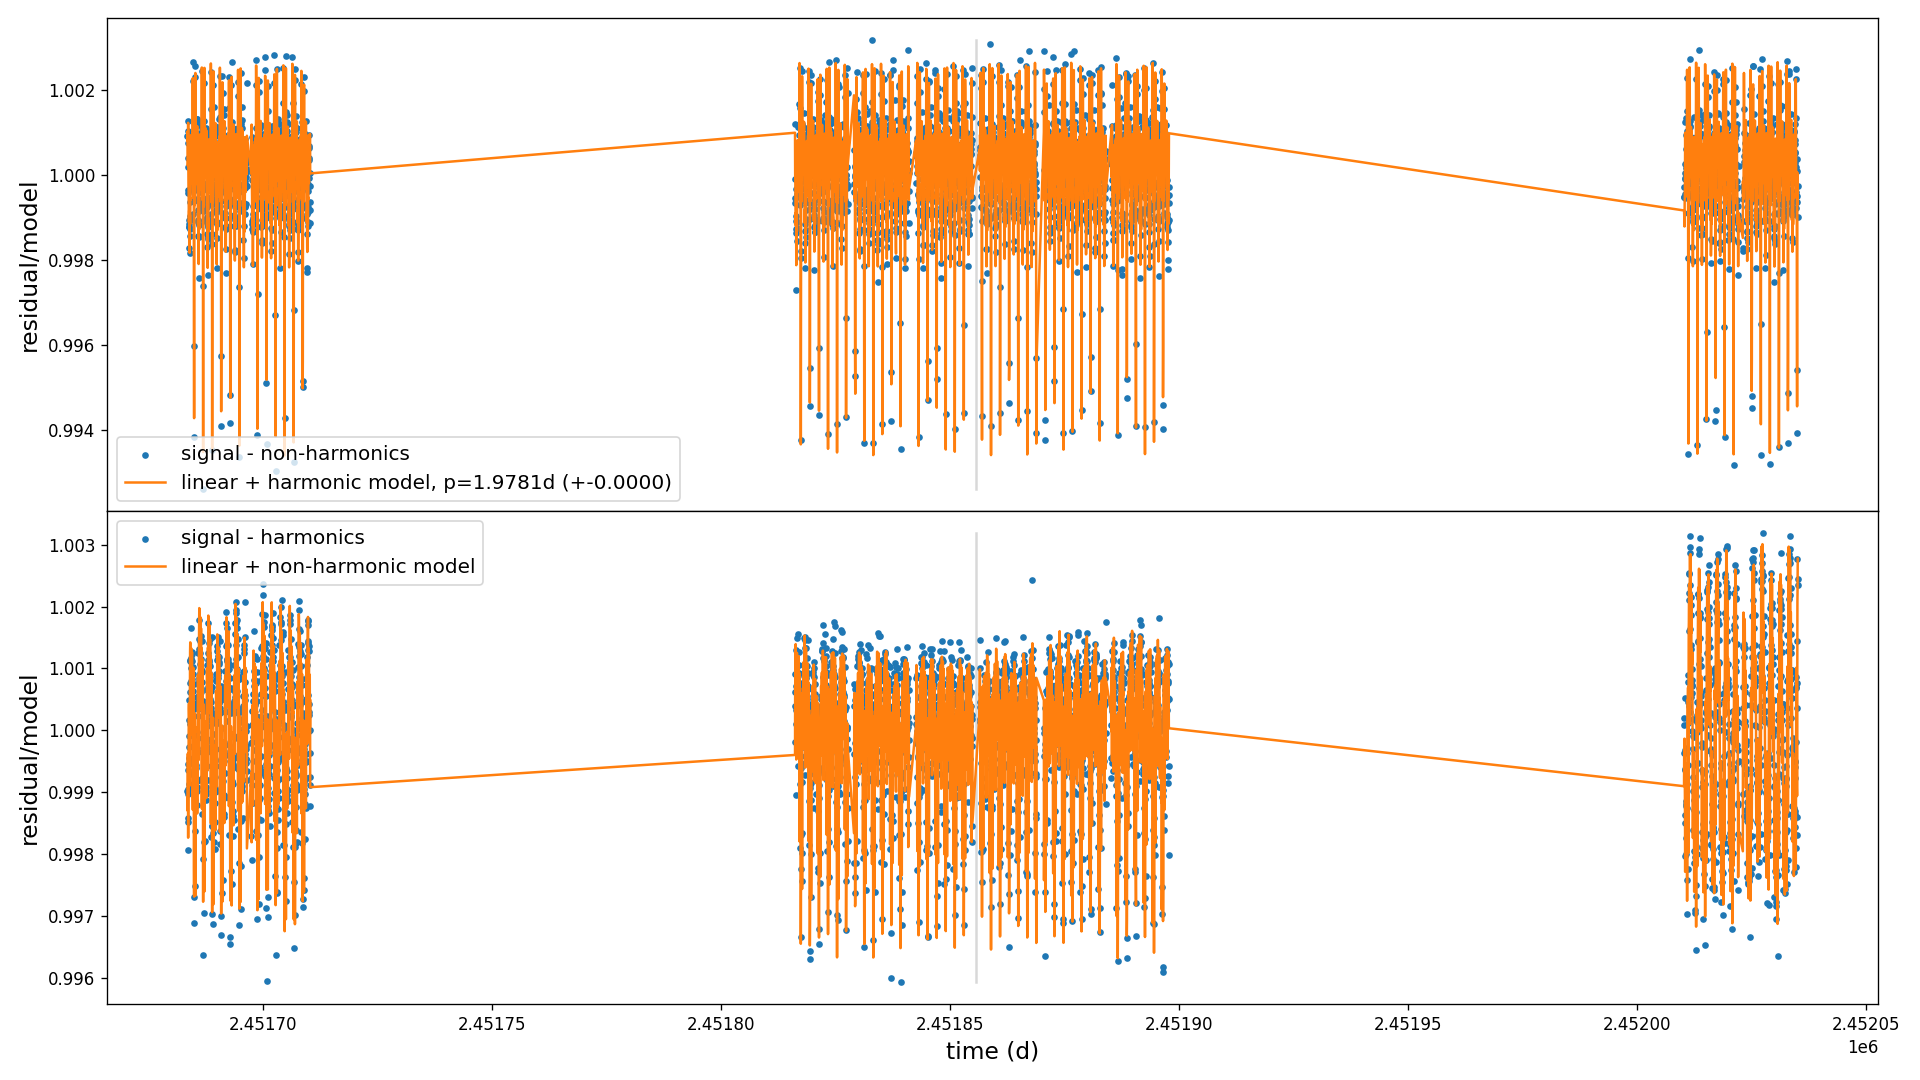 1.002
1.000
0.998
0.996
0.994
residual/model
signal - non-harmonics
linear + harmonic model, p=1.9781d (+-0.0000)
signal - harmonics
linear + non-harmonic model
1.003
1.002
1.001
1.000
0.999
0.998
0.997
0.996
residual/model
2.45170
2.45175
2.45180
2.45185
2.45190
2.45195
2.45200
2.45205
1e6
time (d)